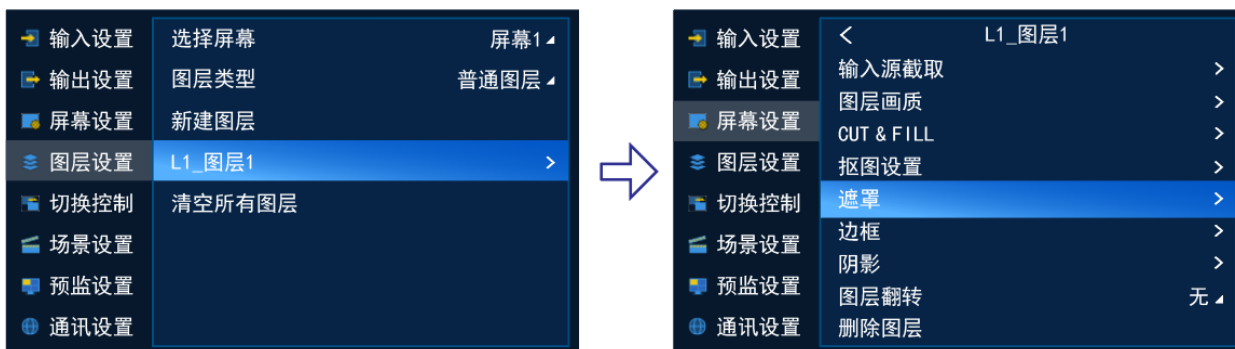 输入设置
输出设置
屏幕设置
图层设置
切换控制
场景设置
预监设置
通讯设置
选择屏幕 屏幕1
图层类型 普通图层
新建图层
L1_图层1 >
清空所有图层
输入设置
输出设置
屏幕设置
图层设置
切换控制
场景设置
预监设置
通讯设置
< L1_图层1
输入源截取 >
图层画质 >
CUT & FILL >
抠图设置 >
遮罩 >
边框 >
阴影 >
图层翻转 无
删除图层